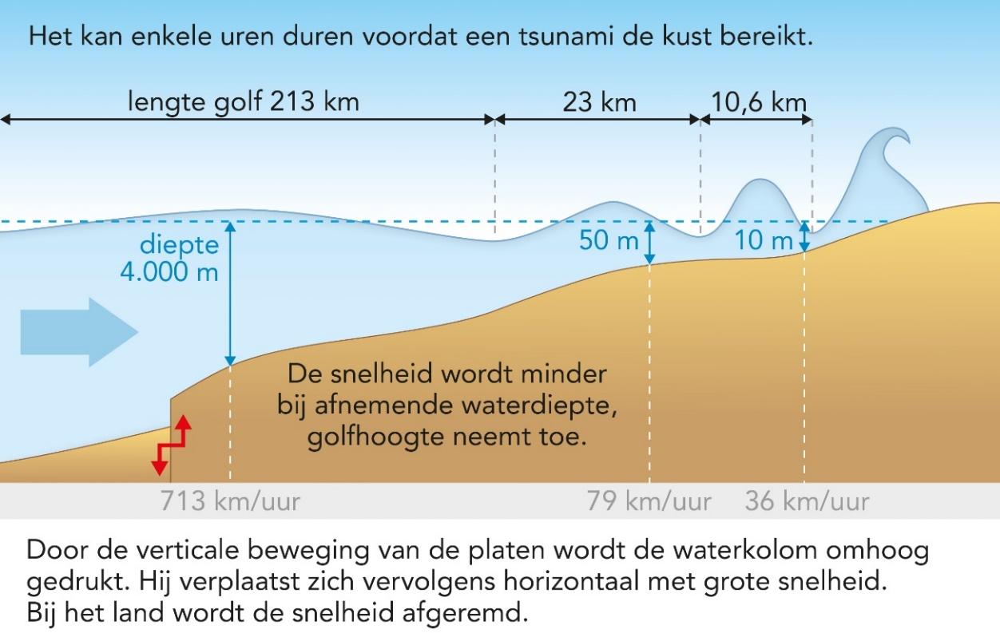 Het kan enkele uren duren voordat een tsunami de kust bereikt.
lengte golf 213 km
23 km
10,6 km
diepte
4.000 m
50 m
10 m
De snelheid wordt minder
bij afnemende waterdiepte,
golfhoogte neemt toe.
713 km/uur
79 km/uur
36 km/uur
Door de verticale beweging van de platen wordt de waterkolom omhoog
gedrukt. Hij verplaatst zich vervolgens horizontaal met grote snelheid.
Bij het land wordt de snelheid afgeremd.